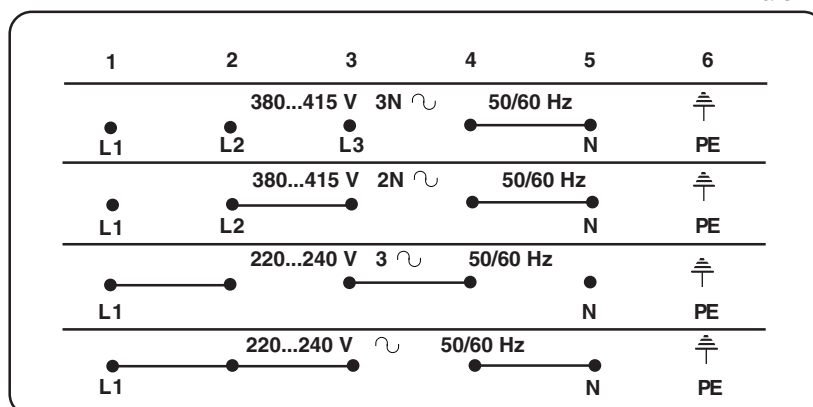 1 2 3 4 5 6
380...415 V 3N 50/60 Hz
L1 L2 L3 N PE
380...415 V 2N 50/60 Hz
L1 L2 N PE
220...240 V 3 50/60 Hz
L1 N PE
220...240 V 50/60 Hz
L1 N PE